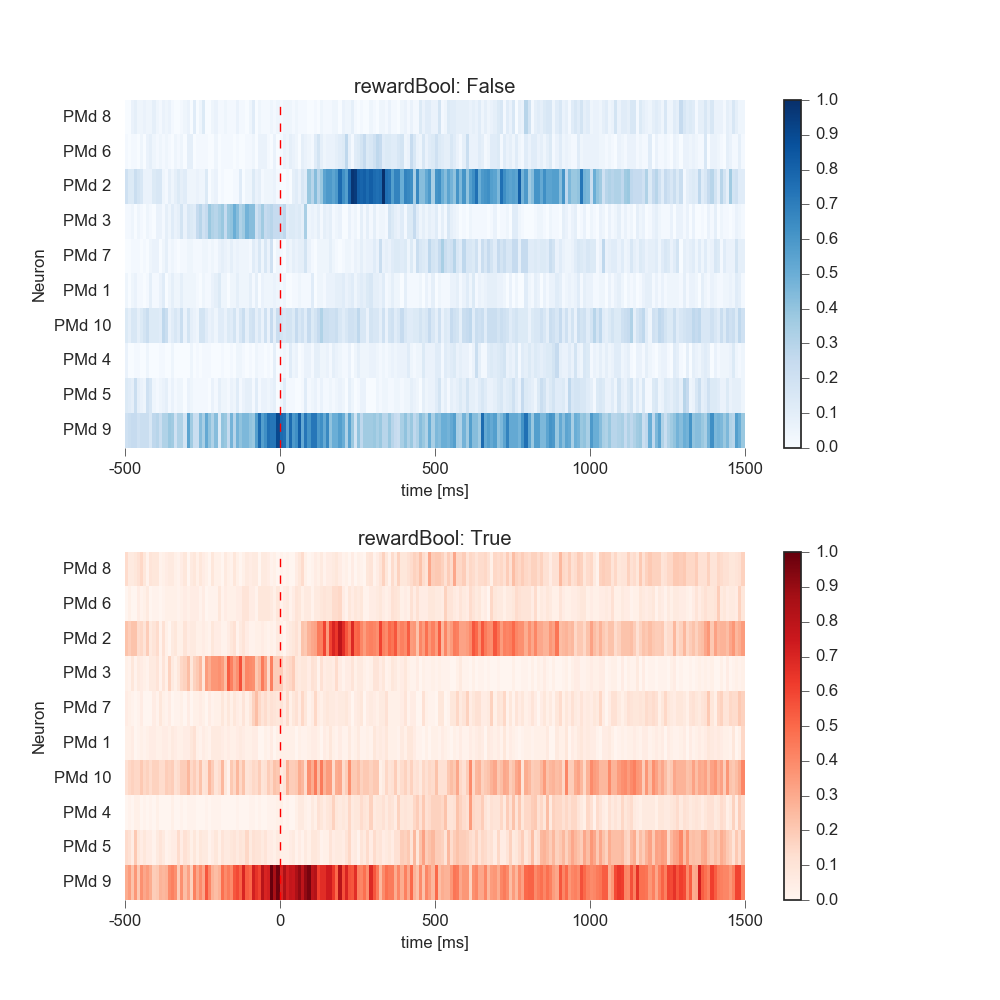 rewardBool: False
Neuron
PMd 8
PMd 6
PMd 2
PMd 3
PMd 7
PMd 1
PMd 10
PMd 4
PMd 5
PMd 9
-500 0 500 1000 1500
time [ms]
1.0
0.9
0.8
0.7
0.6
0.5
0.4
0.3
0.2
0.1
0.0
rewardBool: True
Neuron
PMd 8
PMd 6
PMd 2
PMd 3
PMd 7
PMd 1
PMd 10
PMd 4
PMd 5
PMd 9
-500 0 500 1000 1500
time [ms]
1.0
0.9
0.8
0.7
0.6
0.5
0.4
0.3
0.2
0.1
0.0